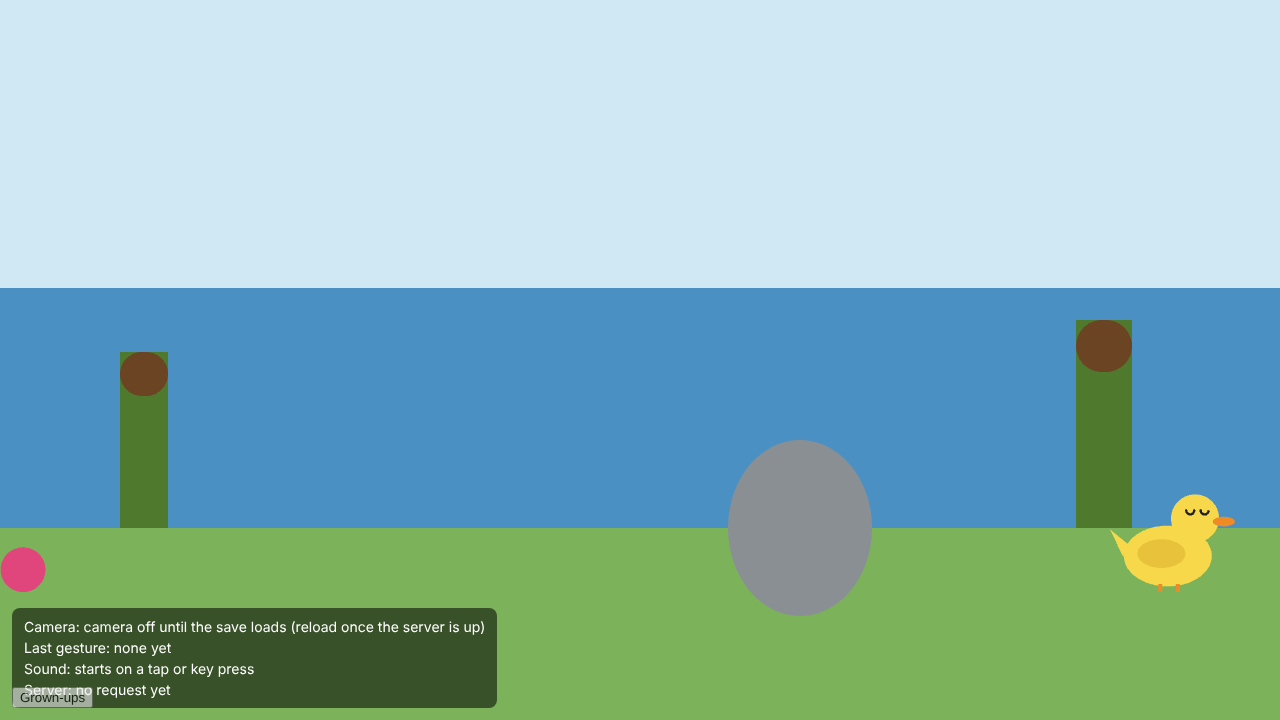 Camera: camera off until the save loads (reload once the server is up)
Last gesture: none yet
Sound: starts on a tap or key press
Server: no request yet
Grown-ups